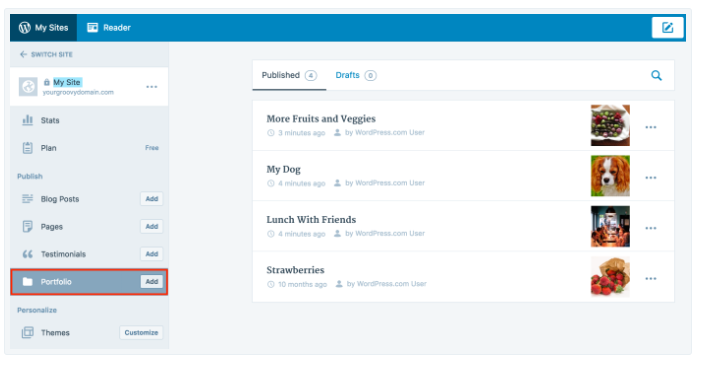 My Sites
Reader
SWITCH SITE
My Site
yourgroovydomain.com
Stats
Plan Free
Publish
Blog Posts Add
Pages Add
Testimonials Add
Portfolio Add
Personalize
Themes Customize
Published 4 Drafts 0
More Fruits and Veggies
3 minutes ago by WordPress.com User
My Dog
4 minutes ago by WordPress.com User
Lunch With Friends
4 minutes ago by WordPress.com User
Strawberries
10 months ago by WordPress.com User